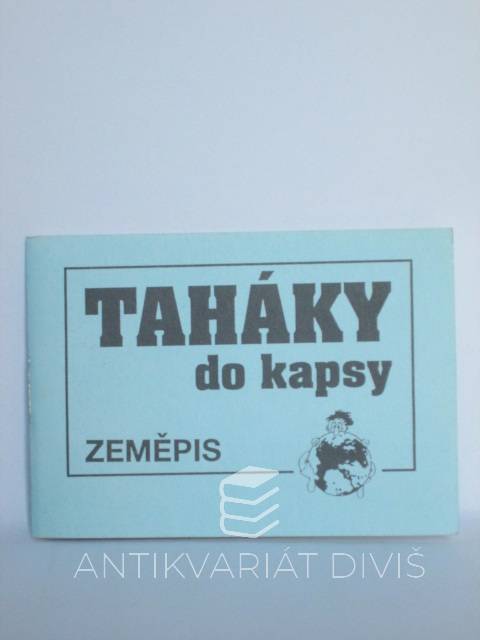 TAHÁKY
do kapsy
ZEMĚPIS
ANTIKVARIÁT DIVIŠ